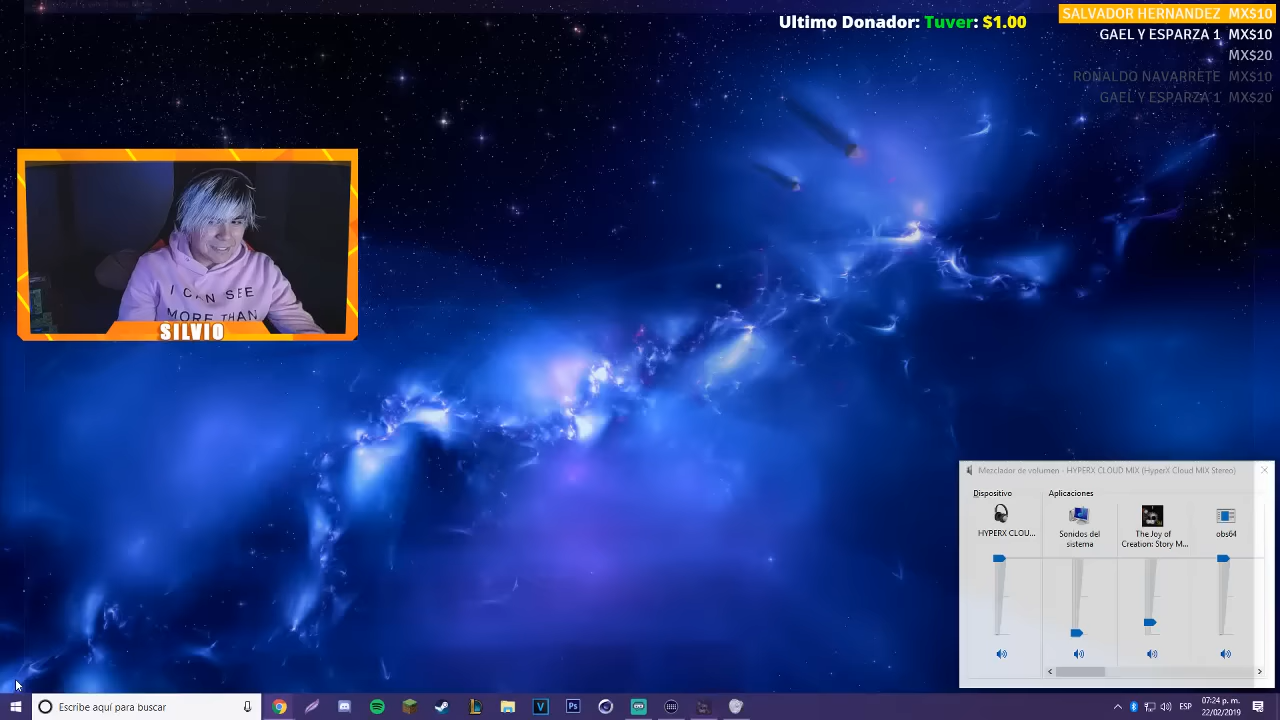 Ultimo Donador: Tuver: $1.00
SALVADOR HERNANDEZ MX$10
GAEL Y ESPARZA 1 MX$10
MX$20
RONALDO NAVARRETE MX$10
GAEL Y ESPARZA 1 MX$20
I CAN SEE
MORE THAN
SILVIO
Mezclador de volumen - HYPERX CLOUD MIX (HyperX Cloud MIX Stereo)
Dispositivo
Aplicaciones
HYPERX CLOU...
Sonidos del
sistema
The Joy of
Creation: Story M...
obs64
Escribe aquí para buscar
ESP
07:24 p. m.
22/02/2019